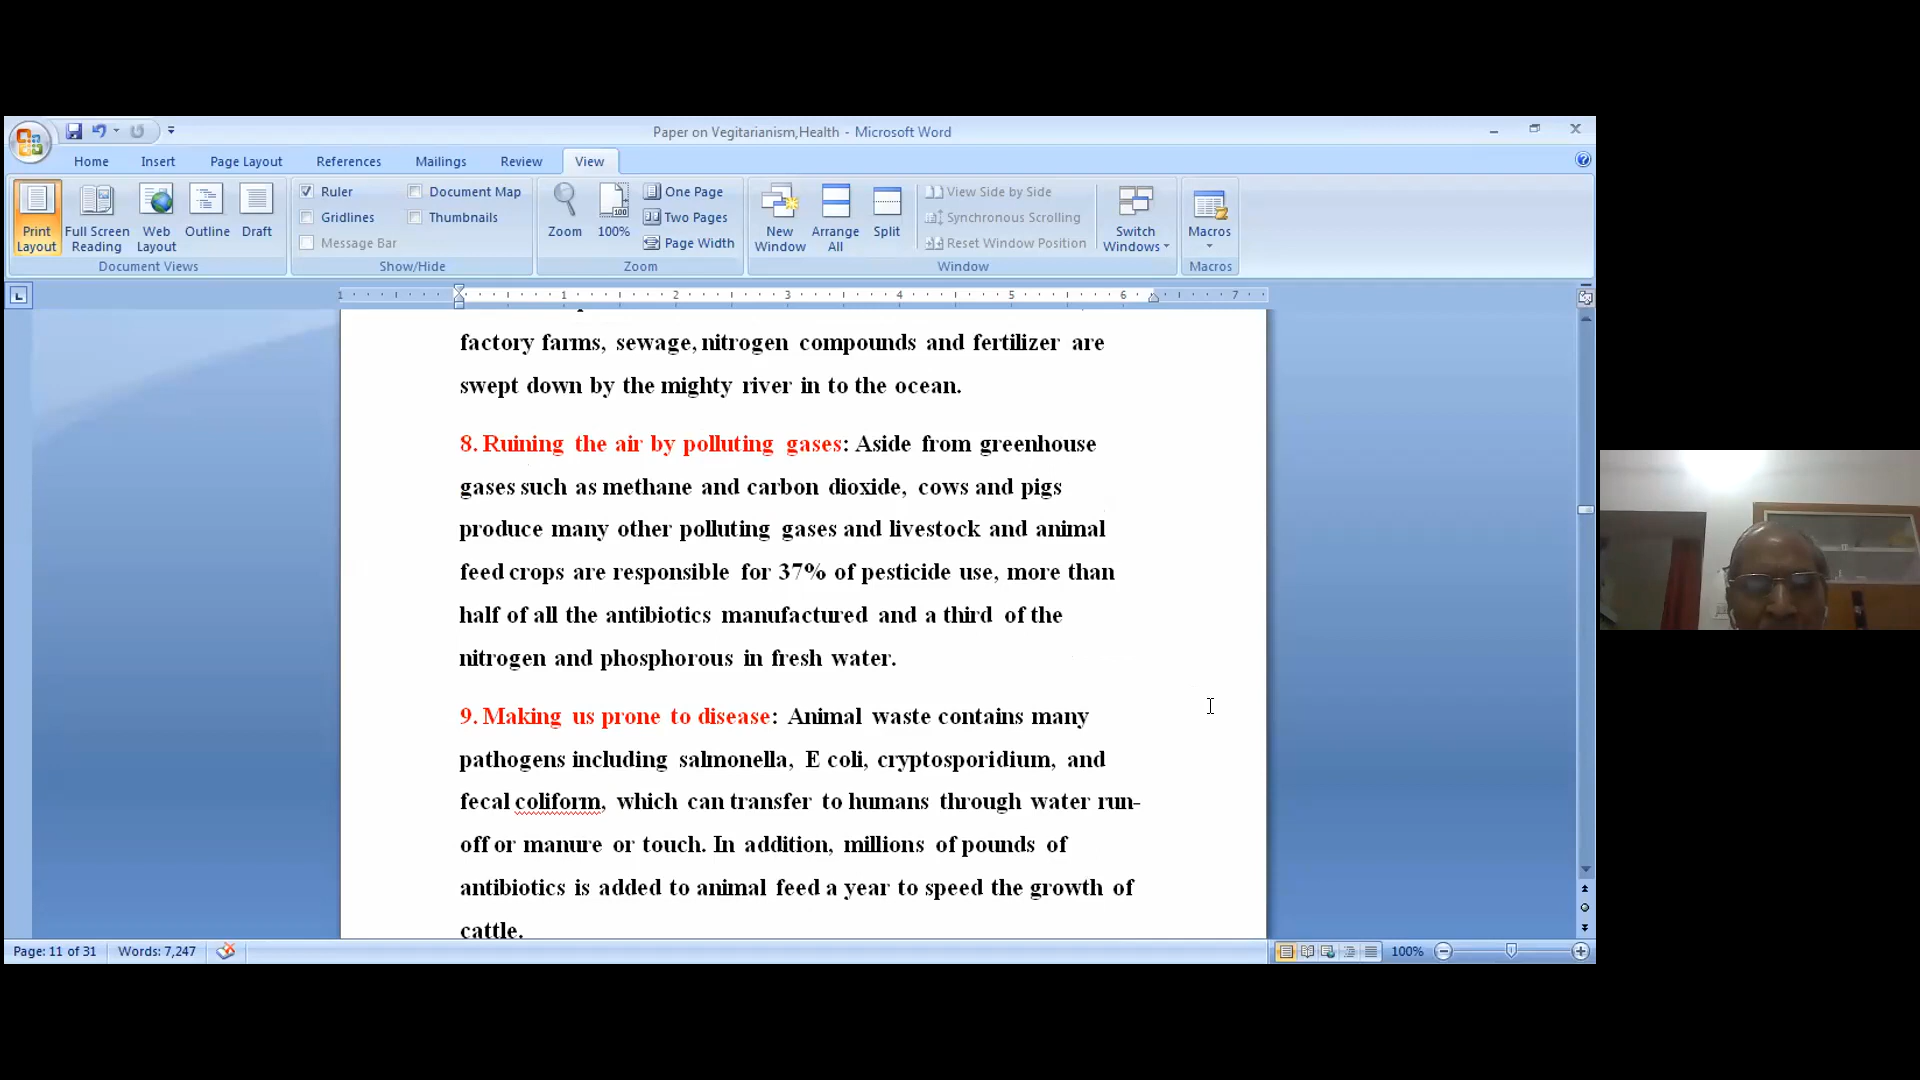 Paper on Vegitarianism,Health - Microsoft Word
Home Insert Page Layout References Mailings Review View
Print Layout
Full Screen Reading
Web Layout
Outline
Draft
Document Views
Ruler
Gridlines
Message Bar
Document Map
Thumbnails
Show/Hide
Zoom
100%
One Page
Two Pages
Page Width
Zoom
New Window
Arrange All
Split
View Side by Side
Synchronous Scrolling
Reset Window Position
Switch Windows
Window
Macros
Macros
1 1 2 3 4 5 6 7
factory farms, sewage, nitrogen compounds and fertilizer are
swept down by the mighty river in to the ocean.
8. Ruining the air by polluting gases: Aside from greenhouse
gases such as methane and carbon dioxide, cows and pigs
produce many other polluting gases and livestock and animal
feed crops are responsible for 37% of pesticide use, more than
half of all the antibiotics manufactured and a third of the
nitrogen and phosphorous in fresh water.
9. Making us prone to disease: Animal waste contains many
pathogens including salmonella, E coli, cryptosporidium, and
fecal coliform, which can transfer to humans through water run-
off or manure or touch. In addition, millions of pounds of
antibiotics is added to animal feed a year to speed the growth of
cattle.
Page: 11 of 31 Words: 7,247 100%